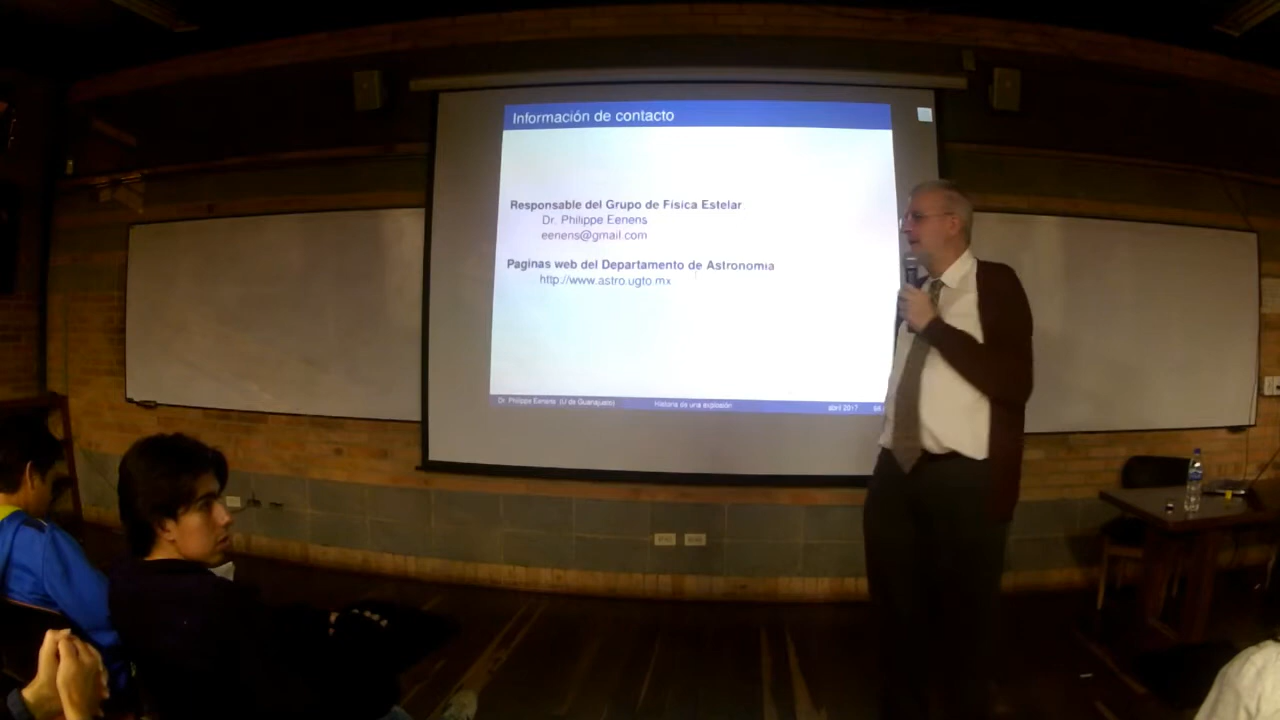 Información de contacto
Responsable del Grupo de Física Estelar
Dr. Philippe Eenens
eenens@gmail.com
Paginas web del Departamento de Astronomía
http://www.astro.ugto.mx
Dr. Philippe Eenens (U de Guanajuato)
Historia de una explosión
abril 2017